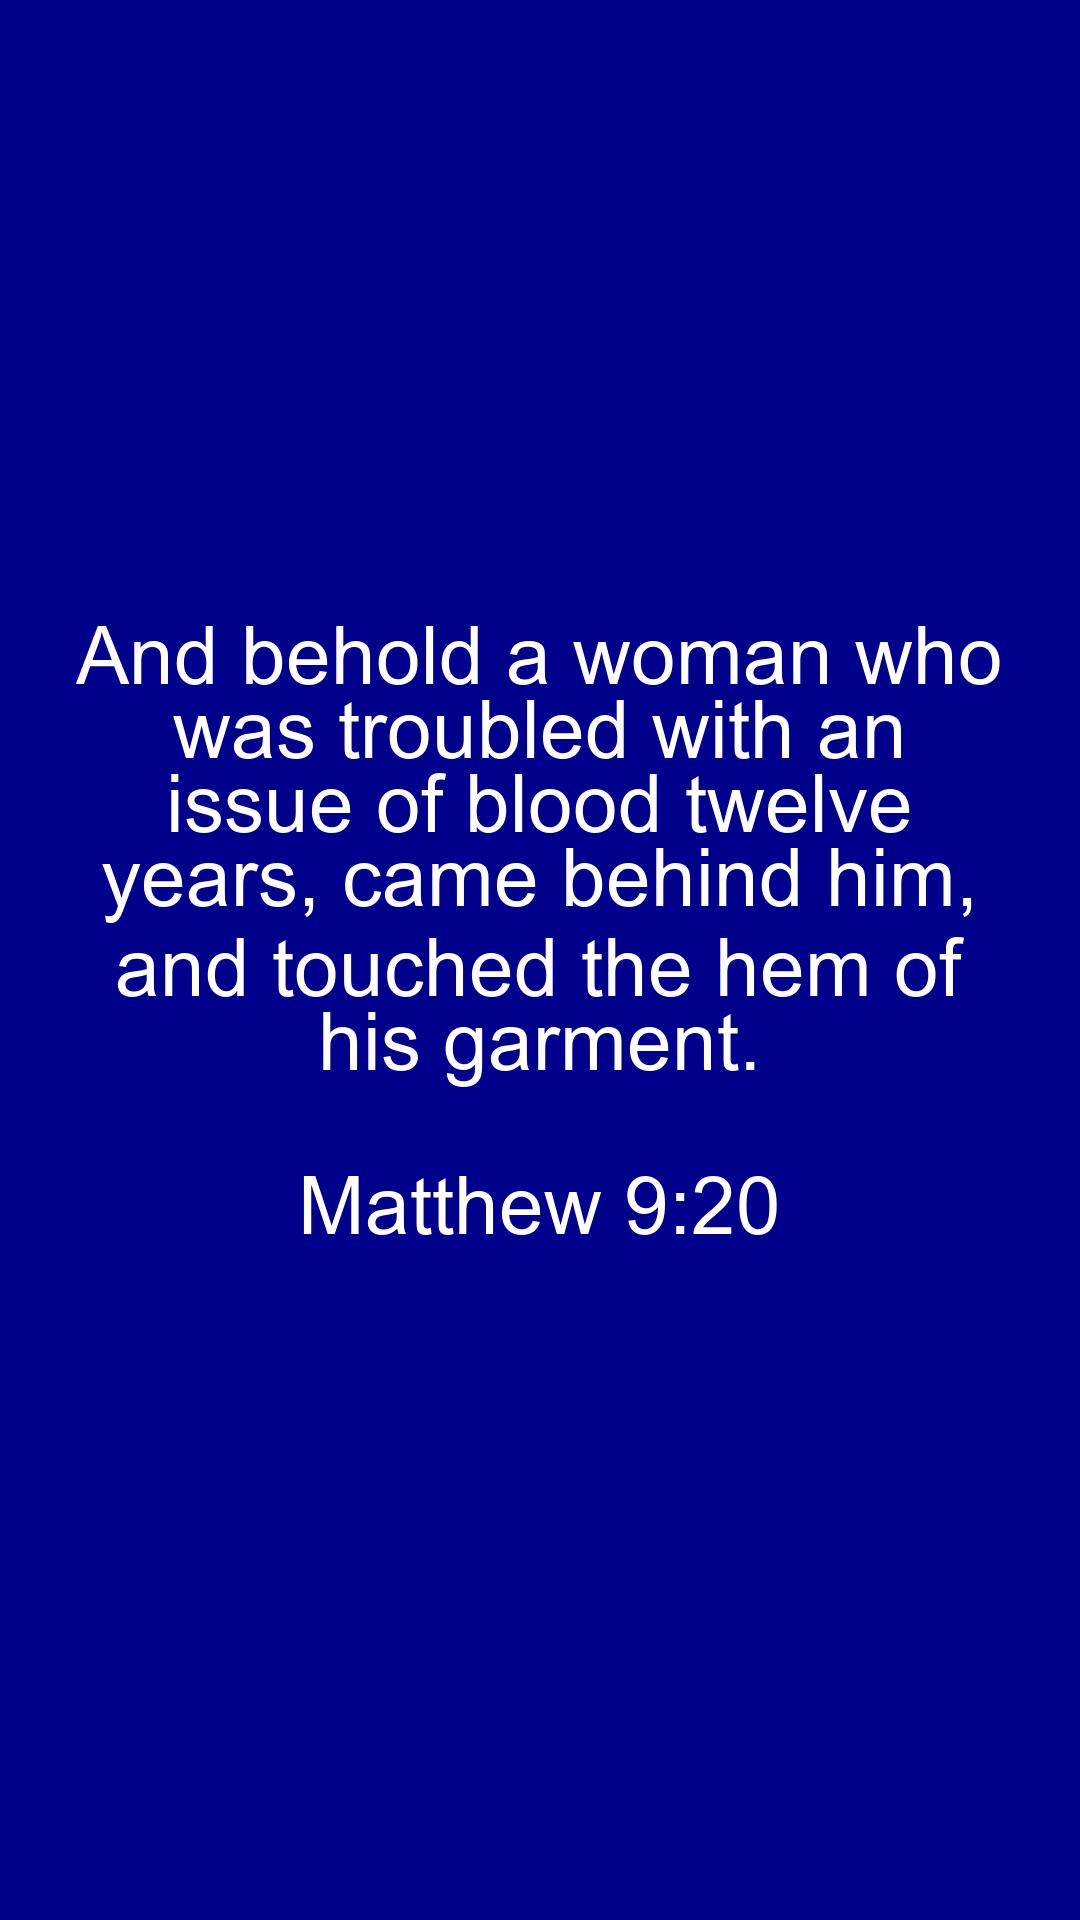 And behold a woman who
was troubled with an
issue of blood twelve
years, came behind him,
and touched the hem of
his garment.
Matthew 9:20